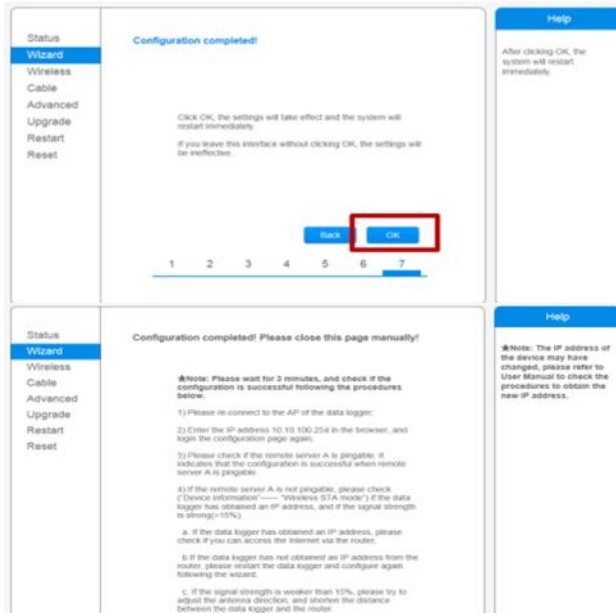 Help
Status
Wizard
Wireless
Cable
Advanced
Upgrade
Restart
Reset
Configuration completed!
After clicking OK, the
system will restart
immediately.
Click OK, the settings will take effect and the system will
restart immediately
If you leave this interface without clicking OK, the settings will
be ineffective.
Back
OK
1 2 3 4 5 6 7
Help
Status
Wizard
Wireless
Cable
Advanced
Upgrade
Restart
Reset
Configuration completed! Please close this page manually!
★Note: The IP address of
the device may have
changed, please refer to
User Manual to check the
procedures to obtain the
new IP address.
★Note: Please wait for 2 minutes, and check if the
configuration is successful following the procedures
below.
1) Please re-connect to the AP of the data logger;
2) Enter the IP address 10.10.100.254 in the browser, and
login the configuration page again;
3) Please check if the remote server A is pingable. It
indicates that the configuration is successful when remote
server A is pingable.
4) If the remote server A is not pingable, please check
("Device information"—— "Wireless STA mode") if the data
logger has obtained an IP address, and if the signal strength
is strong(>15%);
a. If the data logger has obtained an IP address, please
check if you can access the Internet via the router;
b.If the data logger has not obtained an IP address from the
router, please restart the data logger and configure again
following the wizard;
c. If the signal strength is weaker than 15%, please try to
adjust the antenna direction, and shorten the distance
between the data logger and the router.